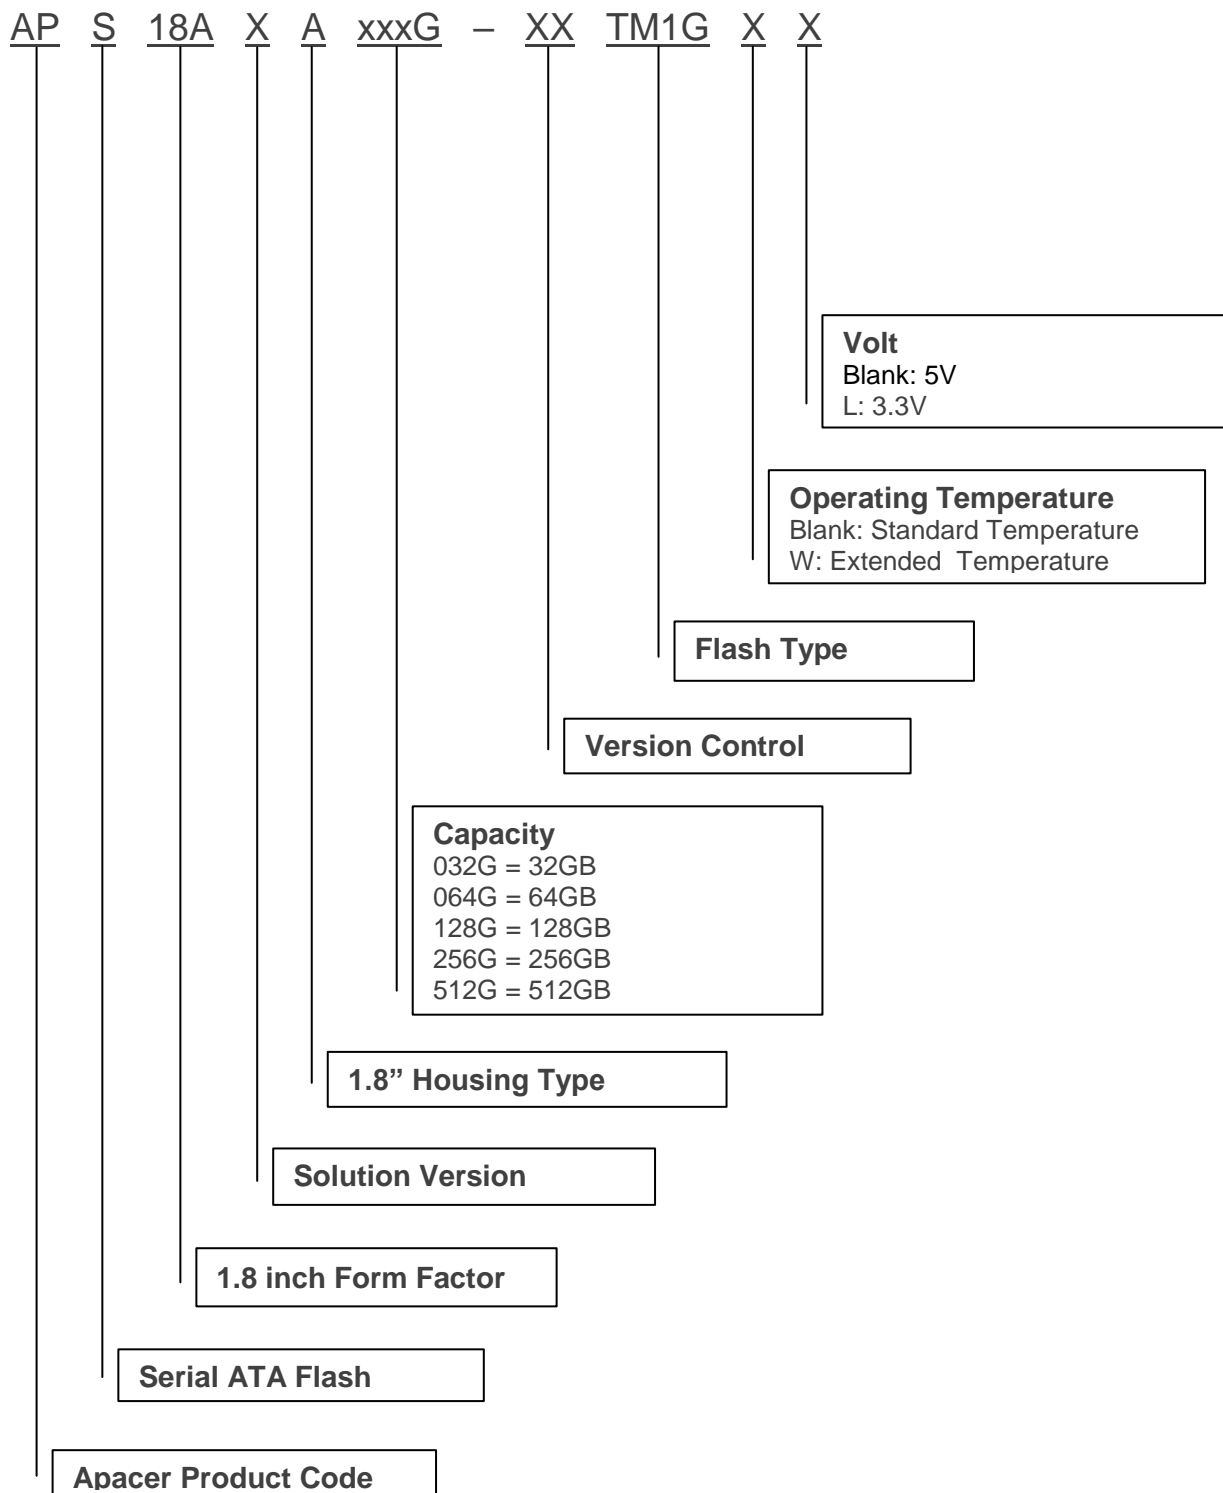 AP S 18A X A xxxG – XX TM1G X X
Volt
Blank: 5V
L: 3.3V
Operating Temperature
Blank: Standard Temperature
W: Extended Temperature
Flash Type
Version Control
Capacity
032G = 32GB
064G = 64GB
128G = 128GB
256G = 256GB
512G = 512GB
1.8” Housing Type
Solution Version
1.8 inch Form Factor
Serial ATA Flash
Apacer Product Code